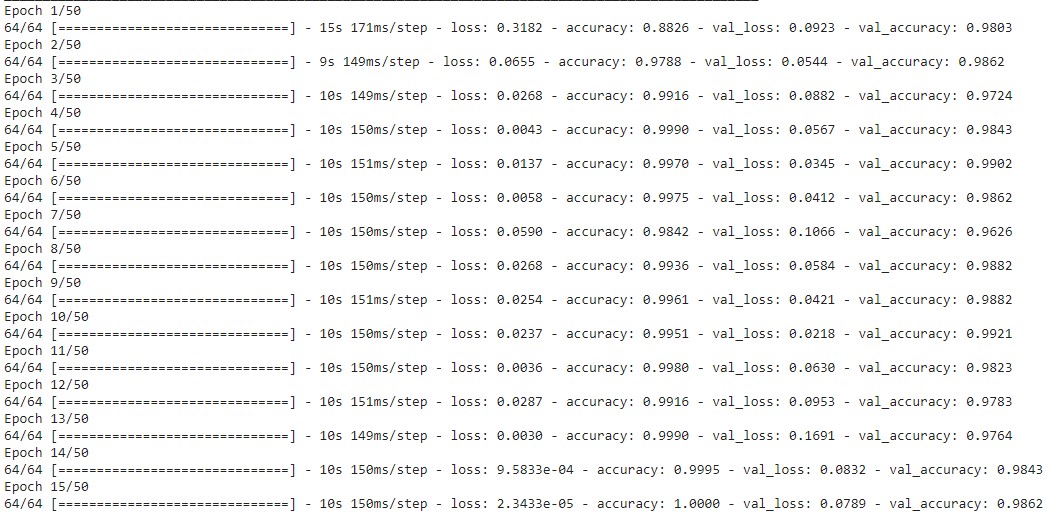 Epoch 1/50
64/64 [==============================] - 15s 171ms/step - loss: 0.3182 - accuracy: 0.8826 - val_loss: 0.0923 - val_accuracy: 0.9803
Epoch 2/50
64/64 [==============================] - 9s 149ms/step - loss: 0.0655 - accuracy: 0.9788 - val_loss: 0.0544 - val_accuracy: 0.9862
Epoch 3/50
64/64 [==============================] - 10s 149ms/step - loss: 0.0268 - accuracy: 0.9916 - val_loss: 0.0882 - val_accuracy: 0.9724
Epoch 4/50
64/64 [==============================] - 10s 150ms/step - loss: 0.0043 - accuracy: 0.9990 - val_loss: 0.0567 - val_accuracy: 0.9843
Epoch 5/50
64/64 [==============================] - 10s 151ms/step - loss: 0.0137 - accuracy: 0.9970 - val_loss: 0.0345 - val_accuracy: 0.9902
Epoch 6/50
64/64 [==============================] - 10s 150ms/step - loss: 0.0058 - accuracy: 0.9975 - val_loss: 0.0412 - val_accuracy: 0.9862
Epoch 7/50
64/64 [==============================] - 10s 150ms/step - loss: 0.0590 - accuracy: 0.9842 - val_loss: 0.1066 - val_accuracy: 0.9626
Epoch 8/50
64/64 [==============================] - 10s 150ms/step - loss: 0.0268 - accuracy: 0.9936 - val_loss: 0.0584 - val_accuracy: 0.9882
Epoch 9/50
64/64 [==============================] - 10s 151ms/step - loss: 0.0254 - accuracy: 0.9961 - val_loss: 0.0421 - val_accuracy: 0.9882
Epoch 10/50
64/64 [==============================] - 10s 150ms/step - loss: 0.0237 - accuracy: 0.9951 - val_loss: 0.0218 - val_accuracy: 0.9921
Epoch 11/50
64/64 [==============================] - 10s 150ms/step - loss: 0.0036 - accuracy: 0.9980 - val_loss: 0.0630 - val_accuracy: 0.9823
Epoch 12/50
64/64 [==============================] - 10s 151ms/step - loss: 0.0287 - accuracy: 0.9916 - val_loss: 0.0953 - val_accuracy: 0.9783
Epoch 13/50
64/64 [==============================] - 10s 149ms/step - loss: 0.0030 - accuracy: 0.9990 - val_loss: 0.1691 - val_accuracy: 0.9764
Epoch 14/50
64/64 [==============================] - 10s 150ms/step - loss: 9.5833e-04 - accuracy: 0.9995 - val_loss: 0.0832 - val_accuracy: 0.9843
Epoch 15/50
64/64 [==============================] - 10s 150ms/step - loss: 2.3433e-05 - accuracy: 1.0000 - val_loss: 0.0789 - val_accuracy: 0.9862